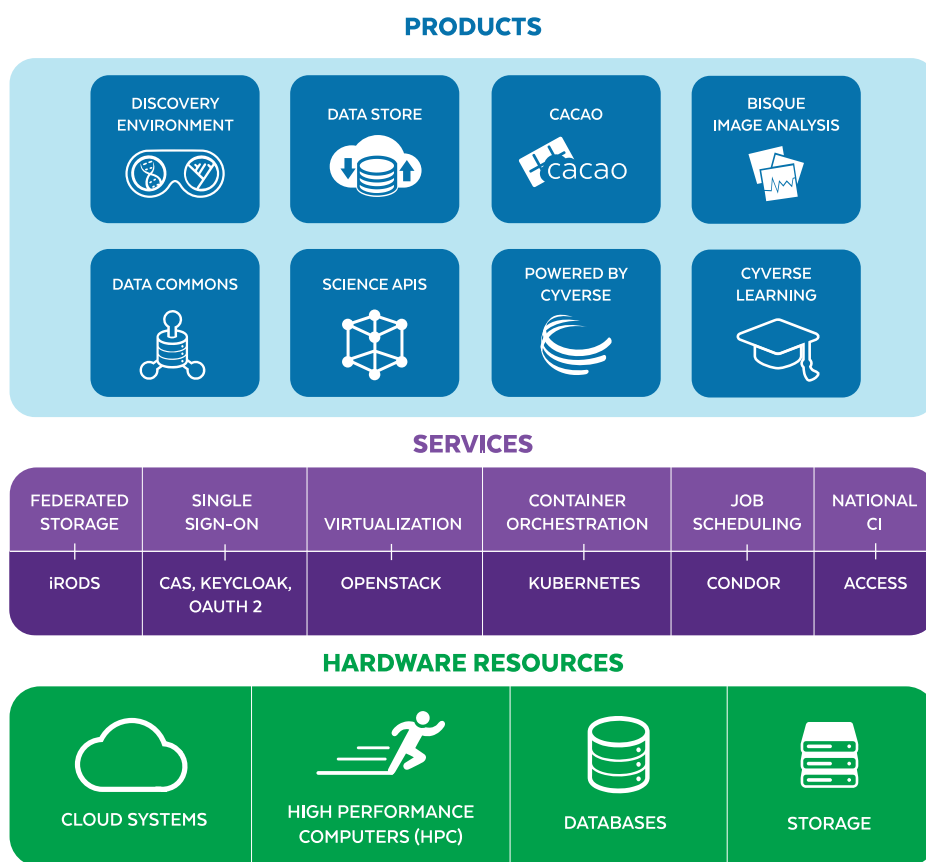 PRODUCTS
DISCOVERY
ENVIRONMENT
DATA STORE
CACAO
cacao
BISQUE
IMAGE ANALYSIS
DATA COMMONS
SCIENCE APIS
POWERED BY
CYVERSE
CYVERSE
LEARNING
SERVICES
FEDERATED
STORAGE
SINGLE
SIGN-ON
VIRTUALIZATION
CONTAINER
ORCHESTRATION
JOB
SCHEDULING
NATIONAL
CI
iRODS
CAS, KEYCLOAK,
OAUTH 2
OPENSTACK
KUBERNETES
CONDOR
ACCESS
HARDWARE RESOURCES
CLOUD SYSTEMS
HIGH PERFORMANCE
COMPUTERS (HPC)
DATABASES
STORAGE